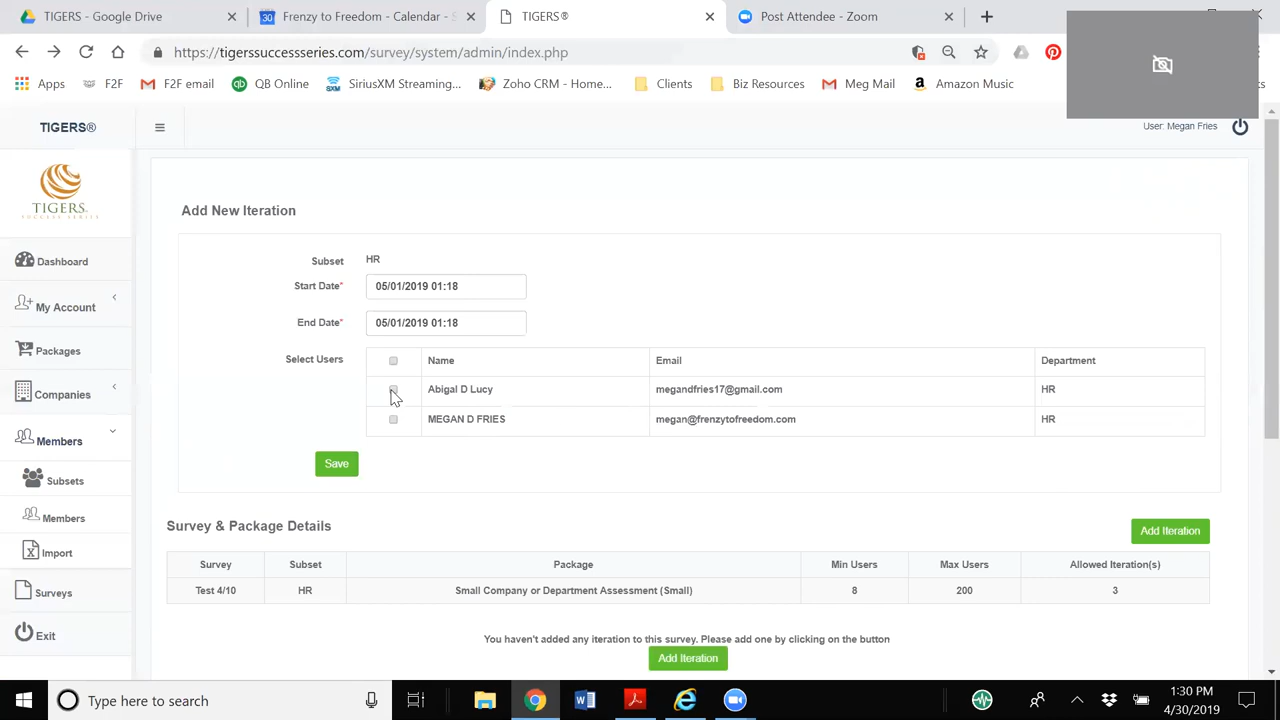 Google Drive
Frenzy to Freedom - Calendar -
TIGERS®
Post Attendee - Zoom
https://tigerssuccessseries.com/survey/system/admin/index.php
Apps
F2F
F2F email
QB Online
SiriusXM Streaming...
Zoho CRM - Home...
Clients
Biz Resources
Meg Mail
Amazon Music
TIGERS®
User: Megan Fries
TIGERS
SUCCESS SERIES
Dashboard
My Account
Packages
Companies
Members
Subsets
Members
Import
Surveys
Exit
Add New Iteration
Subset HR
Start Date* 05/01/2019 01:18
End Date* 05/01/2019 01:18
Select Users Name Email Department
Abigal D Lucy megandfries17@gmail.com HR
MEGAN D FRIES megan@frenzytofreedom.com HR
Save
Survey & Package Details
Add Iteration
Survey Subset Package Min Users Max Users Allowed Iteration(s)
Test 4/10 HR Small Company or Department Assessment (Small) 8 200 3
You haven't added any iteration to this survey. Please add one by clicking on the button
Add Iteration
Type here to search
1:30 PM
4/30/2019